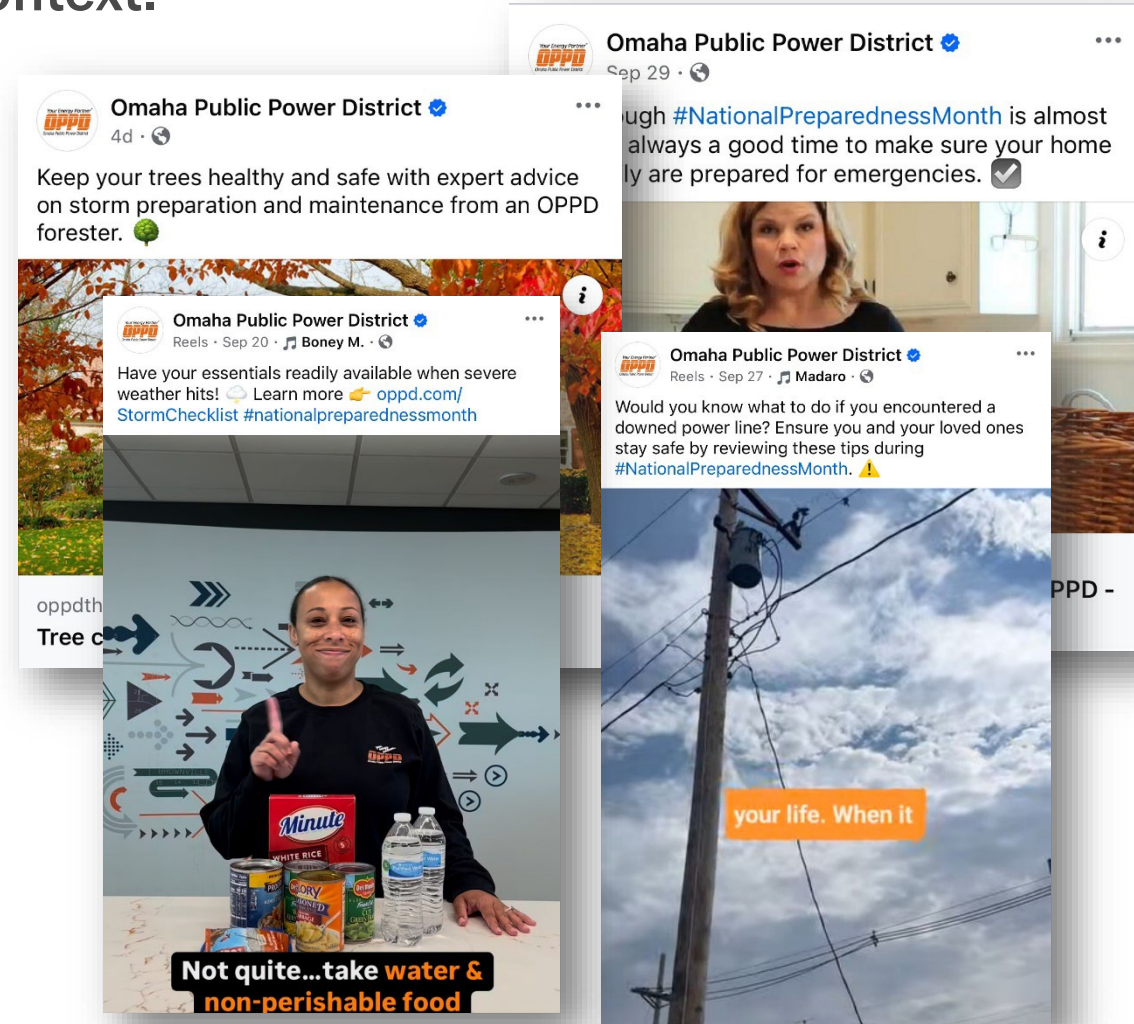 ontext.
Omaha Public Power District
Sep 29
ugh #NationalPreparednessMonth is almost
always a good time to make sure your home
ly are prepared for emergencies.
PPD -
Omaha Public Power District
4d
Keep your trees healthy and safe with expert advice
on storm preparation and maintenance from an OPPD
forester.
oppdth
Tree c
Omaha Public Power District
Reels · Sep 20 · Boney M. ·
Have your essentials readily available when severe
weather hits! Learn more oppd.com/
StormChecklist #nationalpreparednessmonth
OPPD
Minute
WHITE RICE
Not quite...take water &
non-perishable food
Omaha Public Power District
Reels · Sep 27 · Madaro ·
Would you know what to do if you encountered a
downed power line? Ensure you and your loved ones
stay safe by reviewing these tips during
#NationalPreparednessMonth.
your life. When it